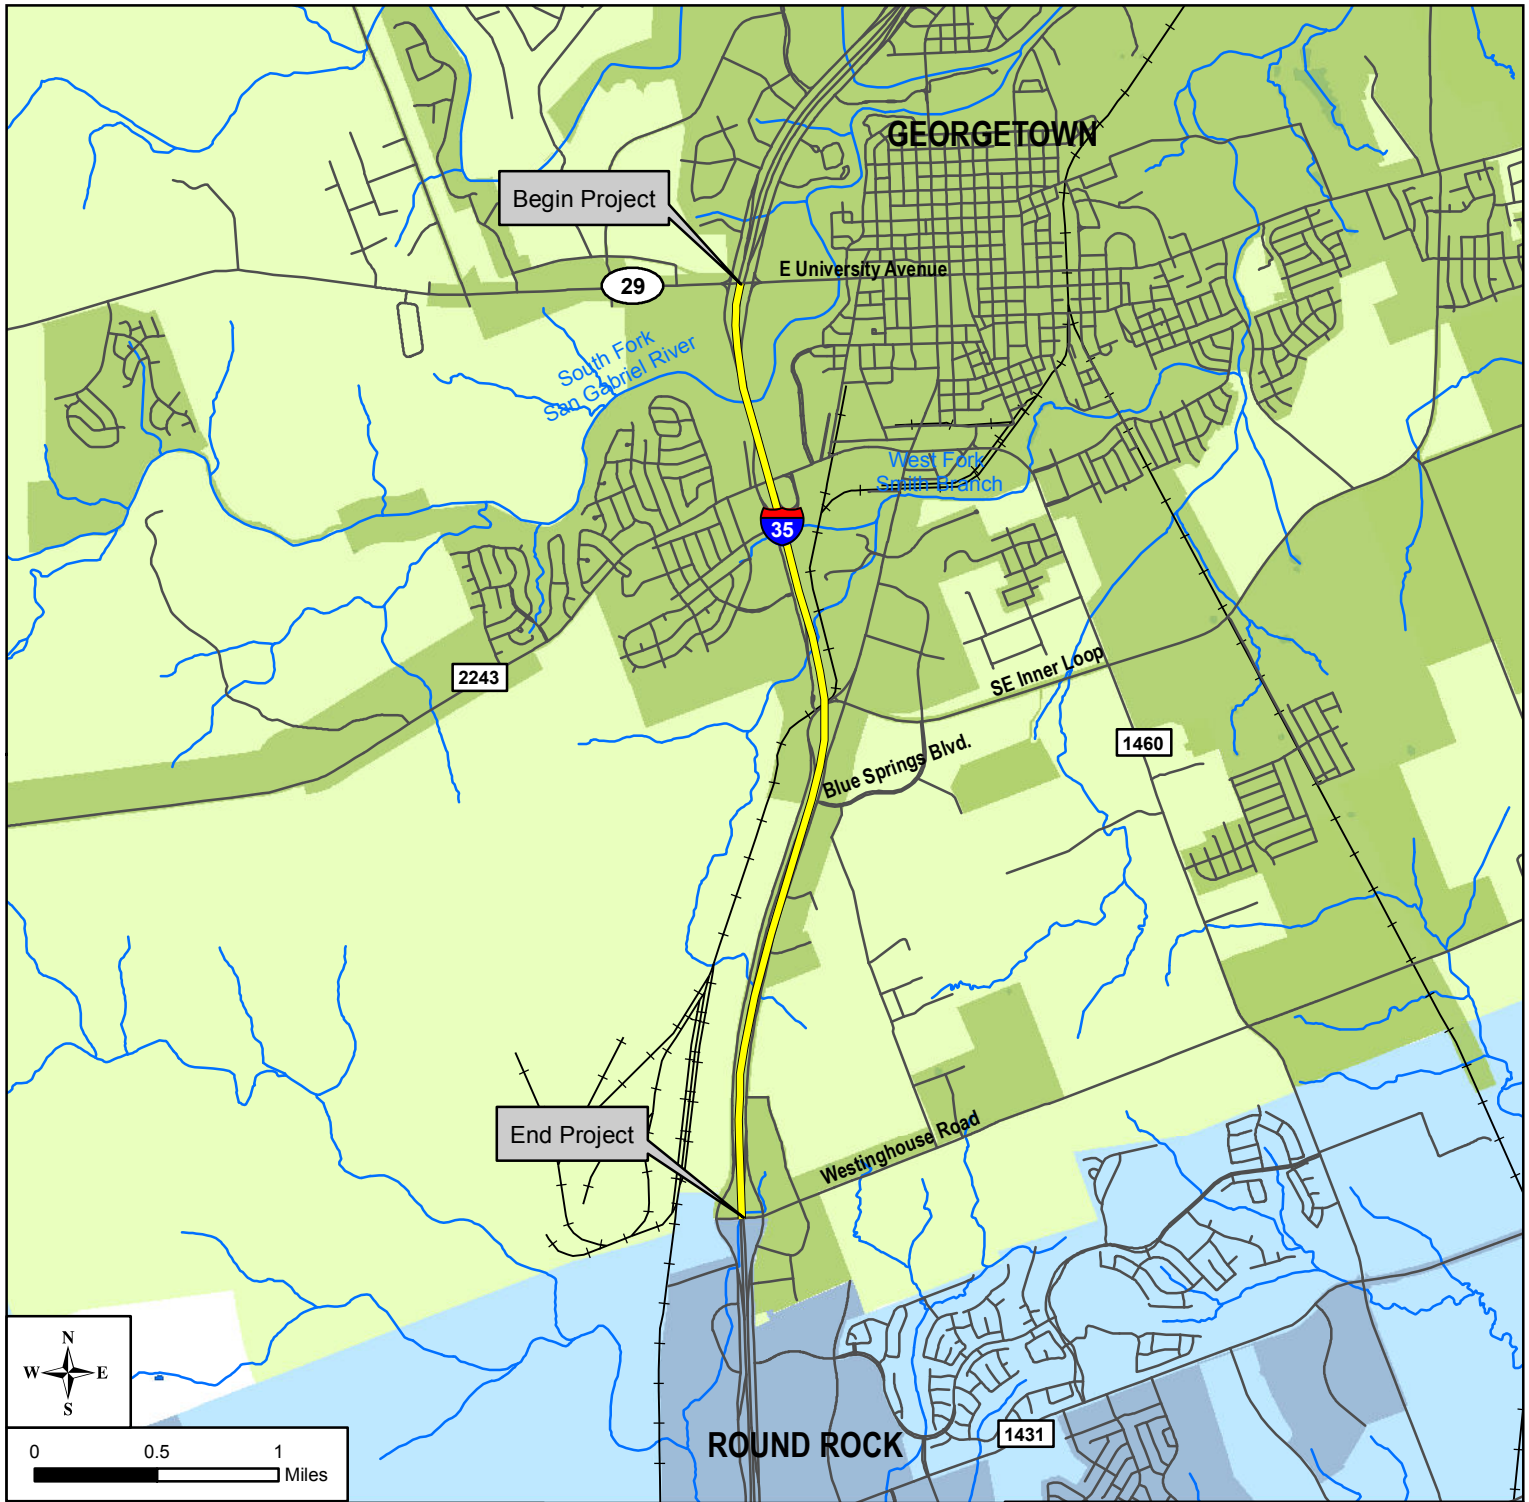 GEORGETOWN
Begin Project
E University Avenue
29
South Fork
San Gabriel River
West Fork
Smith Branch
35
SE Inner Loop
2243
1460
Blue Springs Blvd.
End Project
Westinghouse Road
N
W E
S
ROUND ROCK
1431
0 0.5 1
Miles